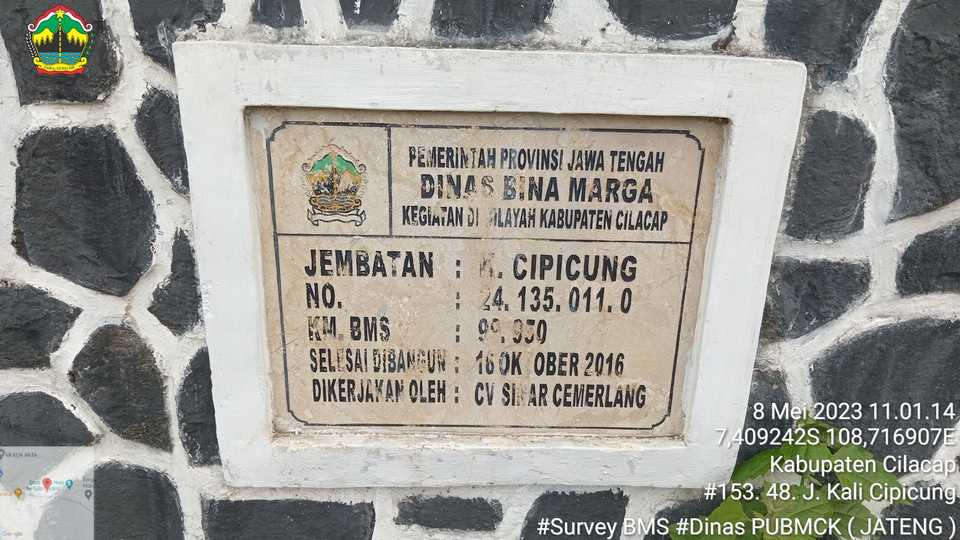 PEMERINTAH PROVINSI JAWA TENGAH
DINAS BINA MARGA
KEGIATAN DI WILAYAH KABUPATEN CILACAP
JEMBATAN : K. CIPICUNG
NO. : 24. 135. 011. 0
KM. BMS : 99. 950
SELESAI DIBANGUN : 16 OKTOBER 2016
DIKERJAKAN OLEH : CV SINAR CEMERLANG
8 Mei 2023 11.01.14
7,409242S 108,716907E
Kabupaten Cilacap
#153. 48. J. Kali Cipicung
#Survey BMS #Dinas PUBMCK ( JATENG )
Google